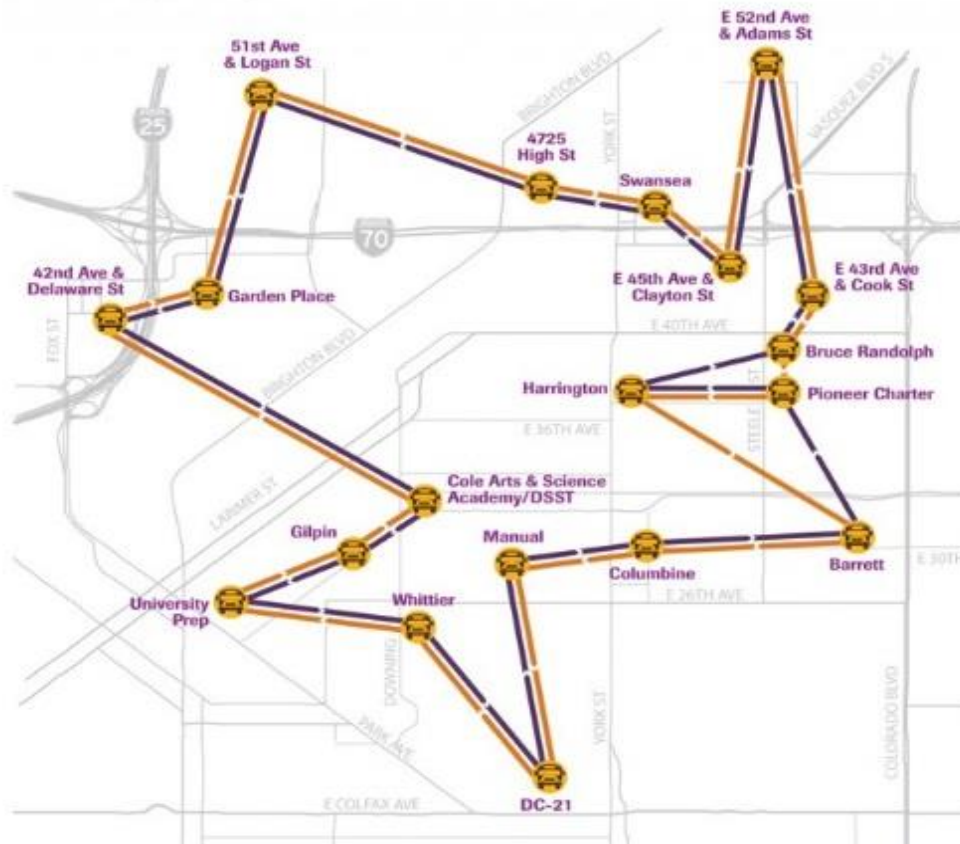 E 52nd Ave
& Adams St
51st Ave
& Logan St
BRIGHTON BLVD
VASQUEZ BLVD S
25
4725
High St
YORK ST
Swansea
70
42nd Ave &
Delaware St
Garden Place
E 45th Ave &
Clayton St
E 43rd Ave
& Cook St
FOX ST
E 40TH AVE
BRIGHTON BLVD
Bruce Randolph
Harrington
Pioneer Charter
STEELE ST
E 36TH AVE
LARIMER ST
Cole Arts & Science
Academy/DSST
Gilpin
Manual
Columbine
Barrett
E 30TH
University
Prep
Whittier
E 26TH AVE
DOWNING
PARK AVE
YORK ST
COLORADO BLVD
E COLFAX AVE
DC-21